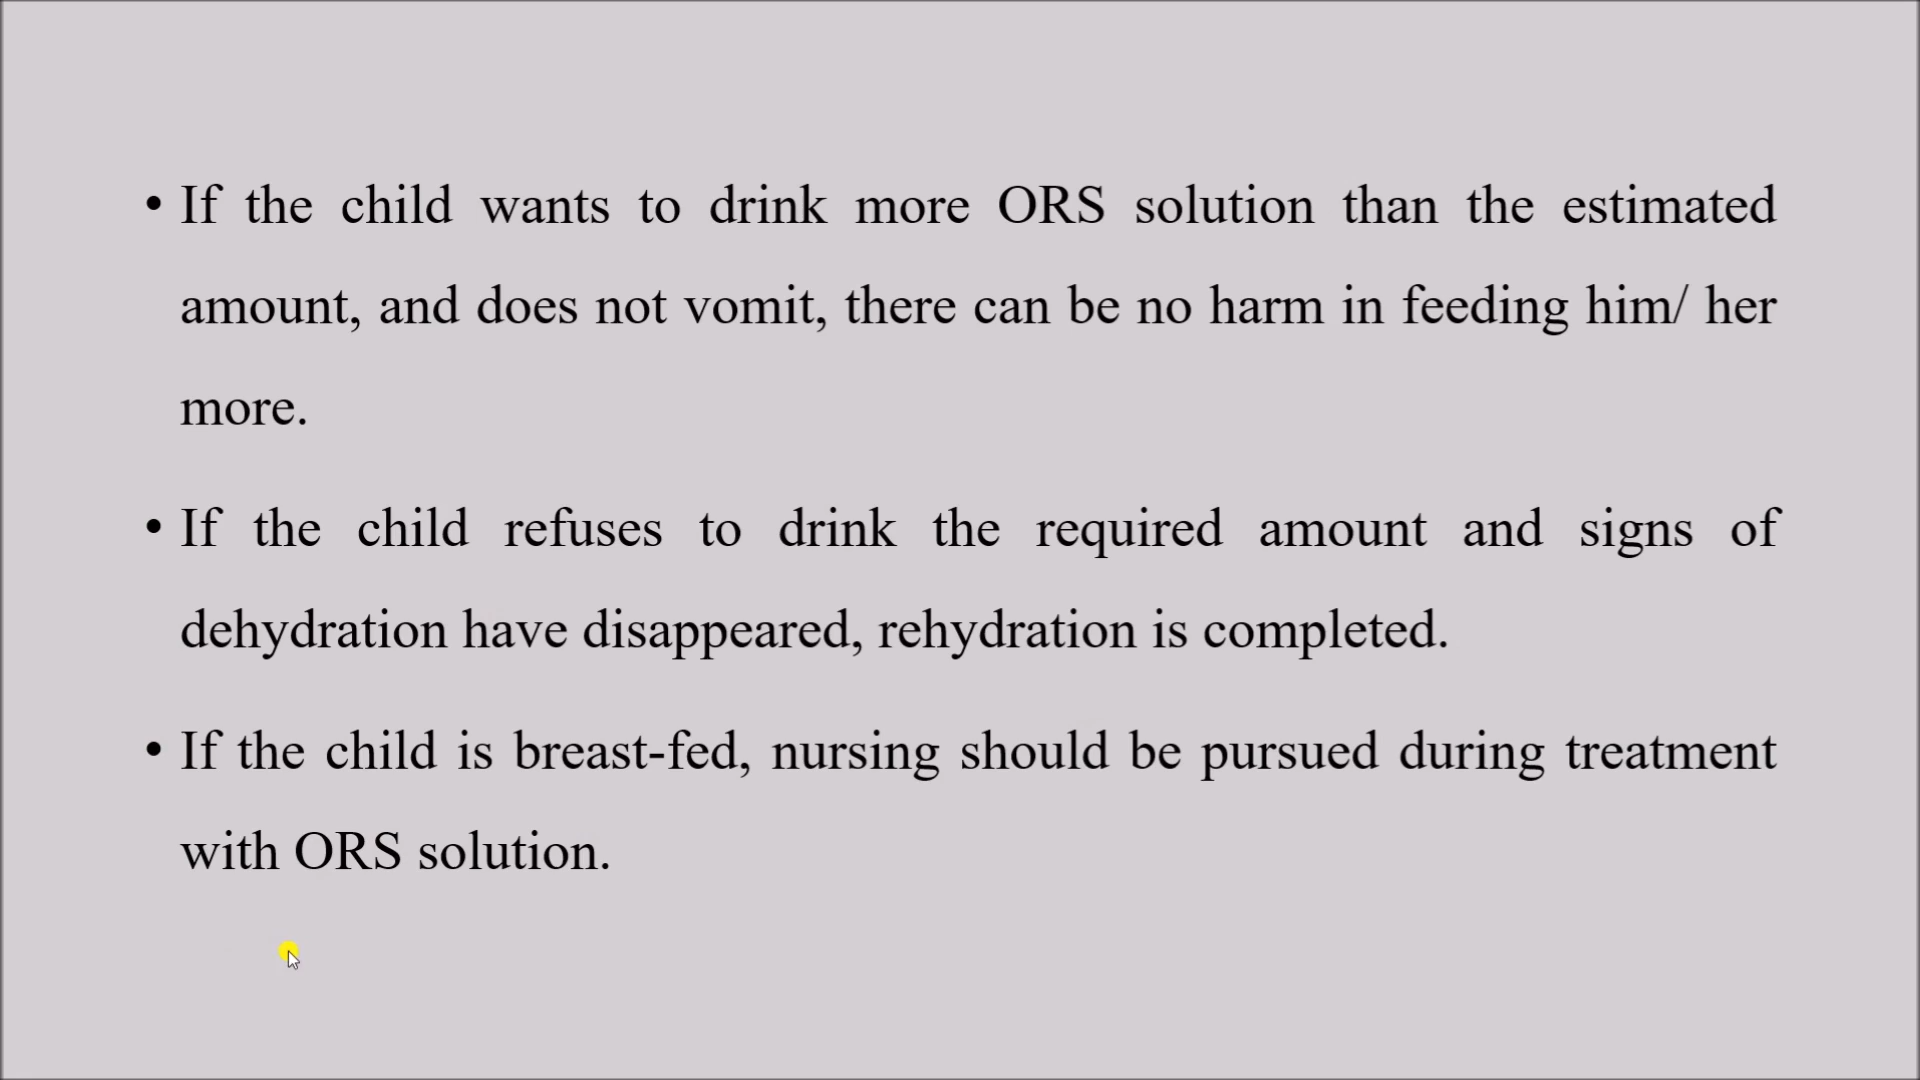 • If the child wants to drink more ORS solution than the estimated
amount, and does not vomit, there can be no harm in feeding him/ her
more.
• If the child refuses to drink the required amount and signs of
dehydration have disappeared, rehydration is completed.
• If the child is breast-fed, nursing should be pursued during treatment
with ORS solution.